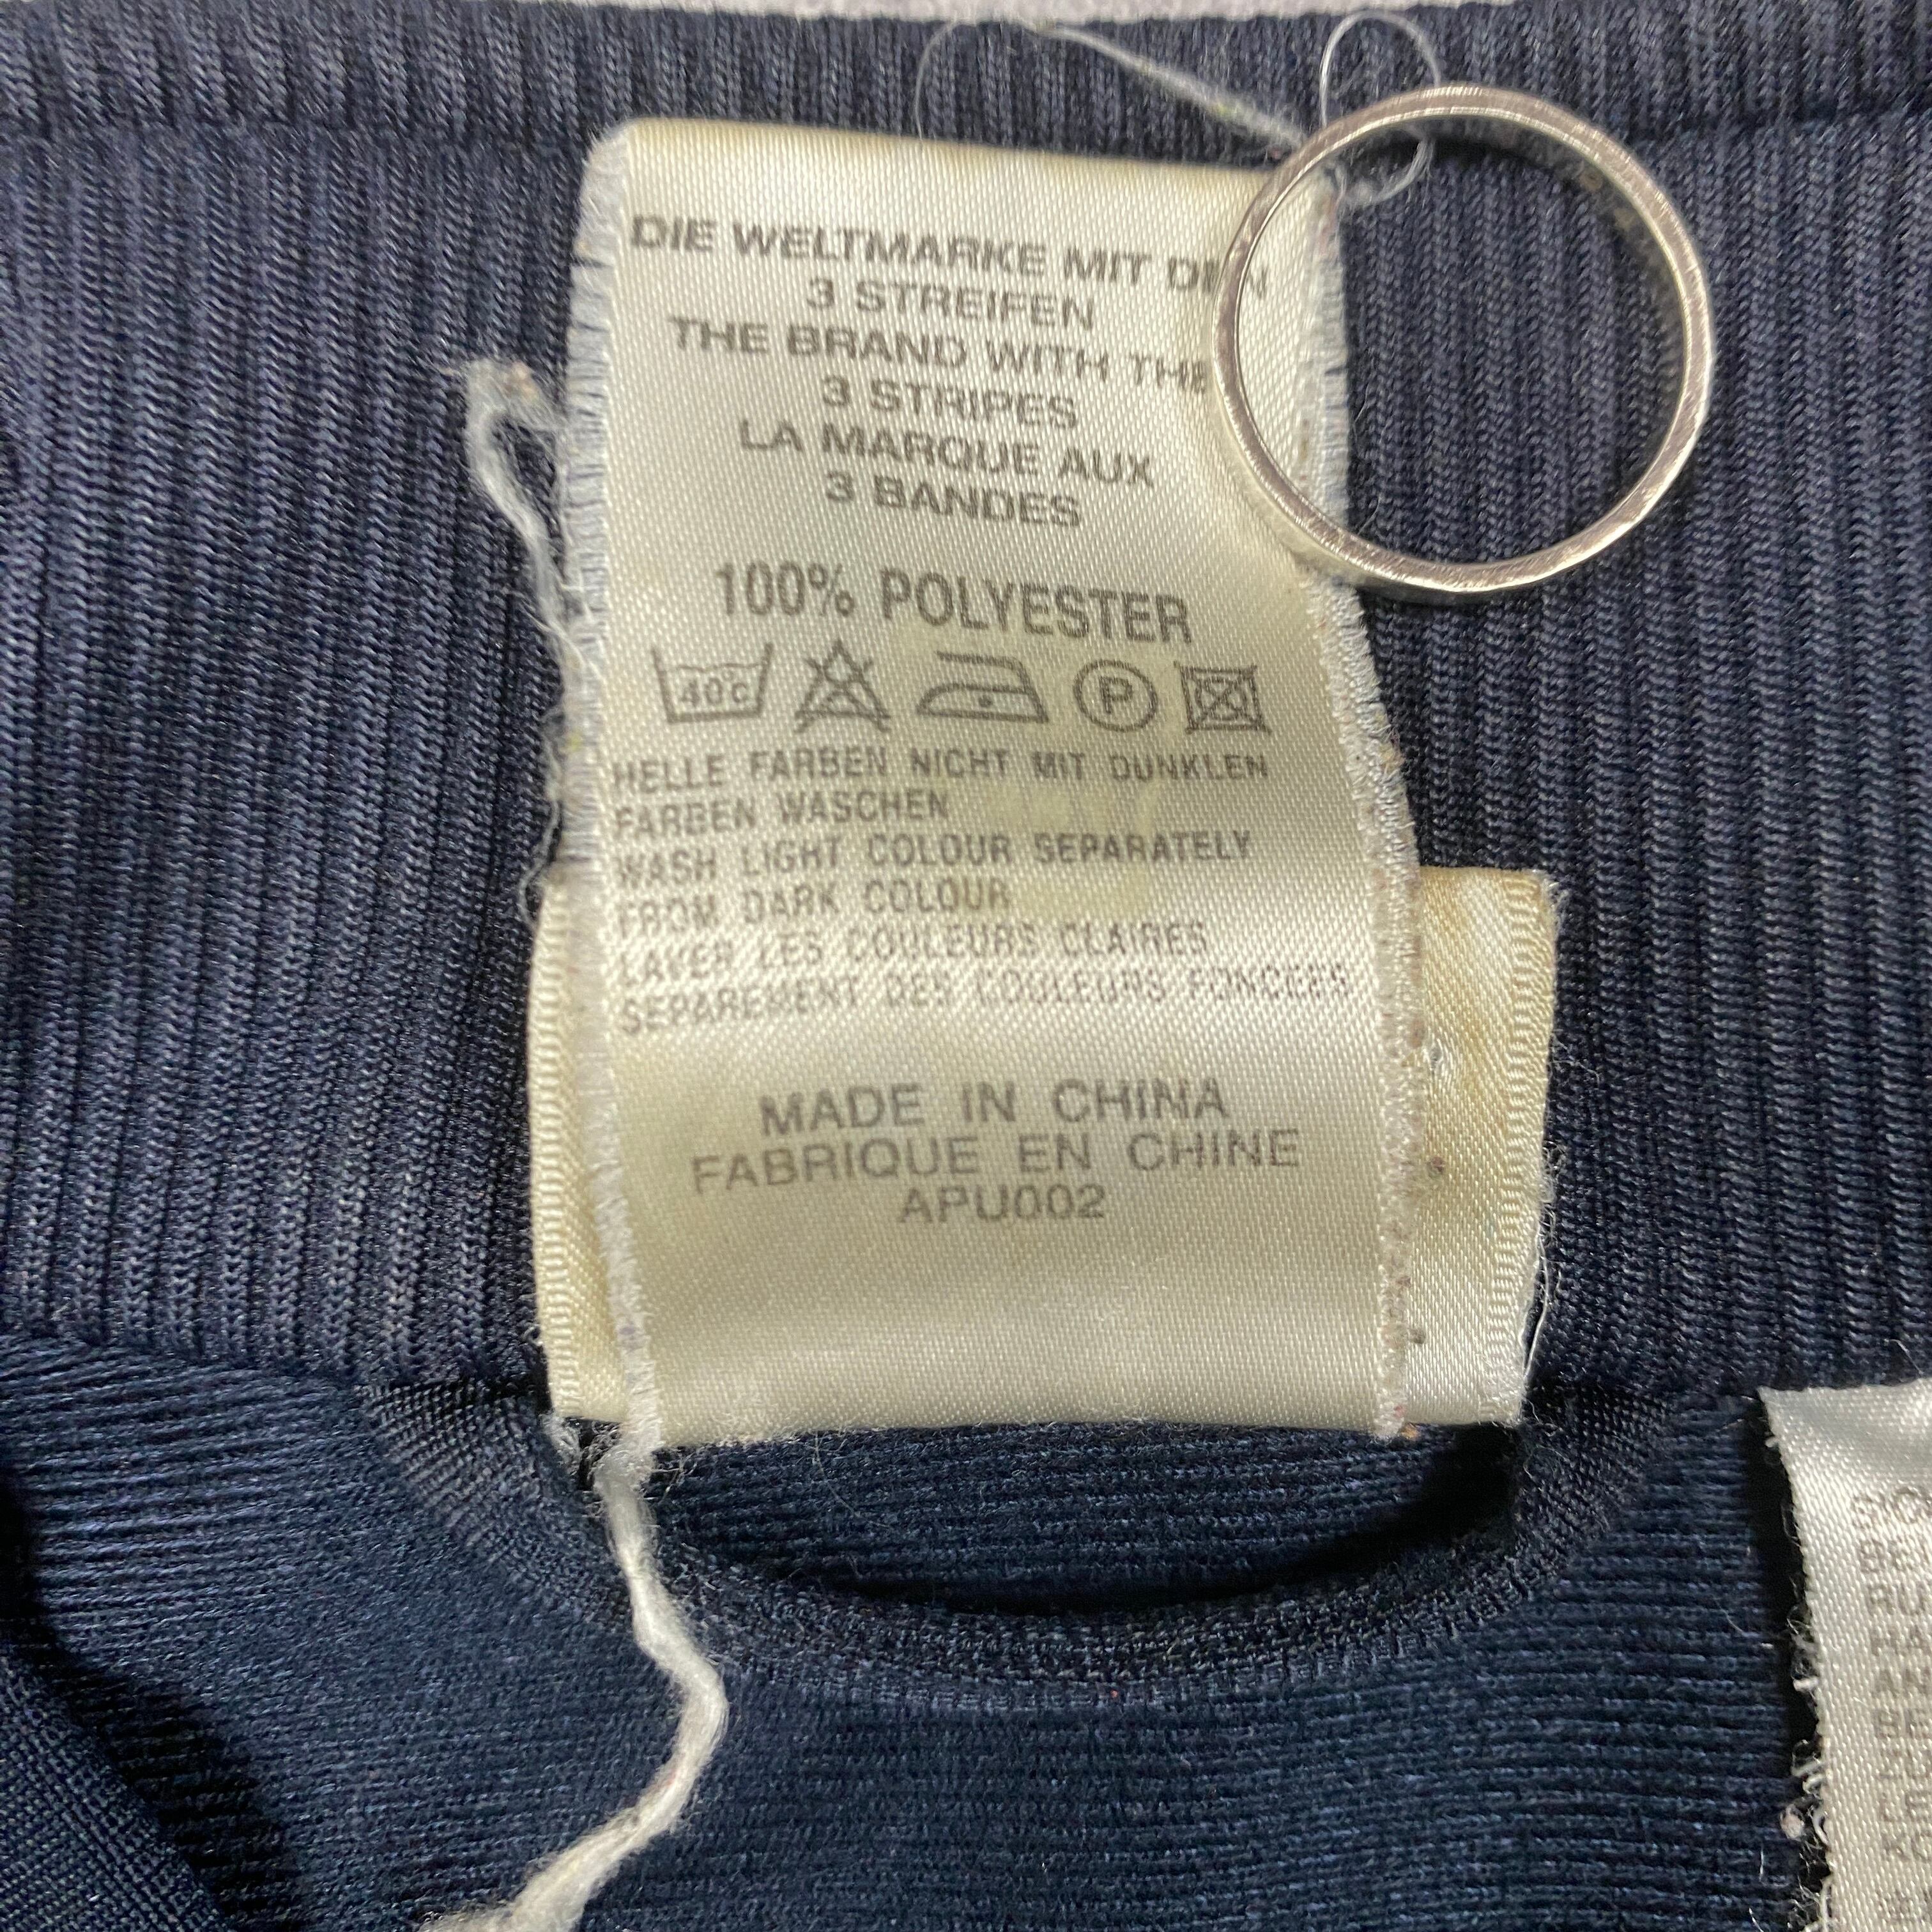 DIE WELTMARKE MIT DEN
3 STREIFEN
THE BRAND WITH THE
3 STRIPES
LA MARQUE AUX
3 BANDES
100% POLYESTER
40°C P
HELLE FARBEN NICHT MIT DUNKLEN
FARBEN WASCHEN
WASH LIGHT COLOUR SEPARATELY
FROM DARK COLOUR
LAVER LES COULEURS CLAIRES
SEPAREMENT DES COULEURS FONCEES
MADE IN CHINA
FABRIQUE EN CHINE
APU002